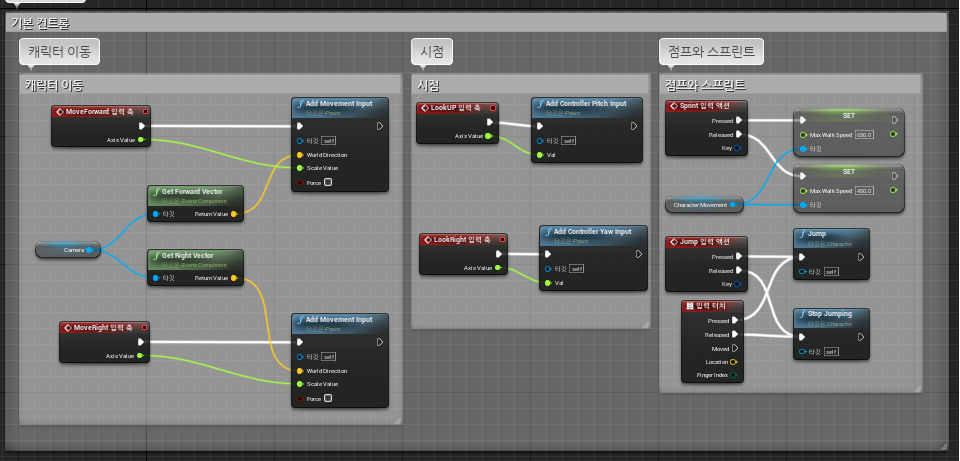 기본 컨트롤
캐릭터 이동
캐릭터 이동
MoveForward 입력 축
Axis Value
Add Movement Input
타깃은 Pawn
타깃
self
World Direction
Scale Value
Force
Get Forward Vector
타깃은 Scene Component
타깃
Return Value
Camera
Get Right Vector
타깃은 Scene Component
타깃
Return Value
MoveRight 입력 축
Axis Value
Add Movement Input
타깃은 Pawn
타깃
self
World Direction
Scale Value
Force
시점
시점
LookUP 입력 축
Axis Value
Add Controller Pitch Input
타깃은 Pawn
타깃
self
Val
LookRight 입력 축
Axis Value
Add Controller Yaw Input
타깃은 Pawn
타깃
self
Val
점프와 스프린트
점프와 스프린트
Sprint 입력 액션
Pressed
Released
Key
SET
Max Walk Speed
650.0
타깃
SET
Max Walk Speed
450.0
타깃
Character Movement
Jump 입력 액션
Pressed
Released
Key
Jump
타깃은 Character
타깃
self
입력 터치
Pressed
Released
Moved
Location
Finger Index
Stop Jumping
타깃은 Character
타깃
self